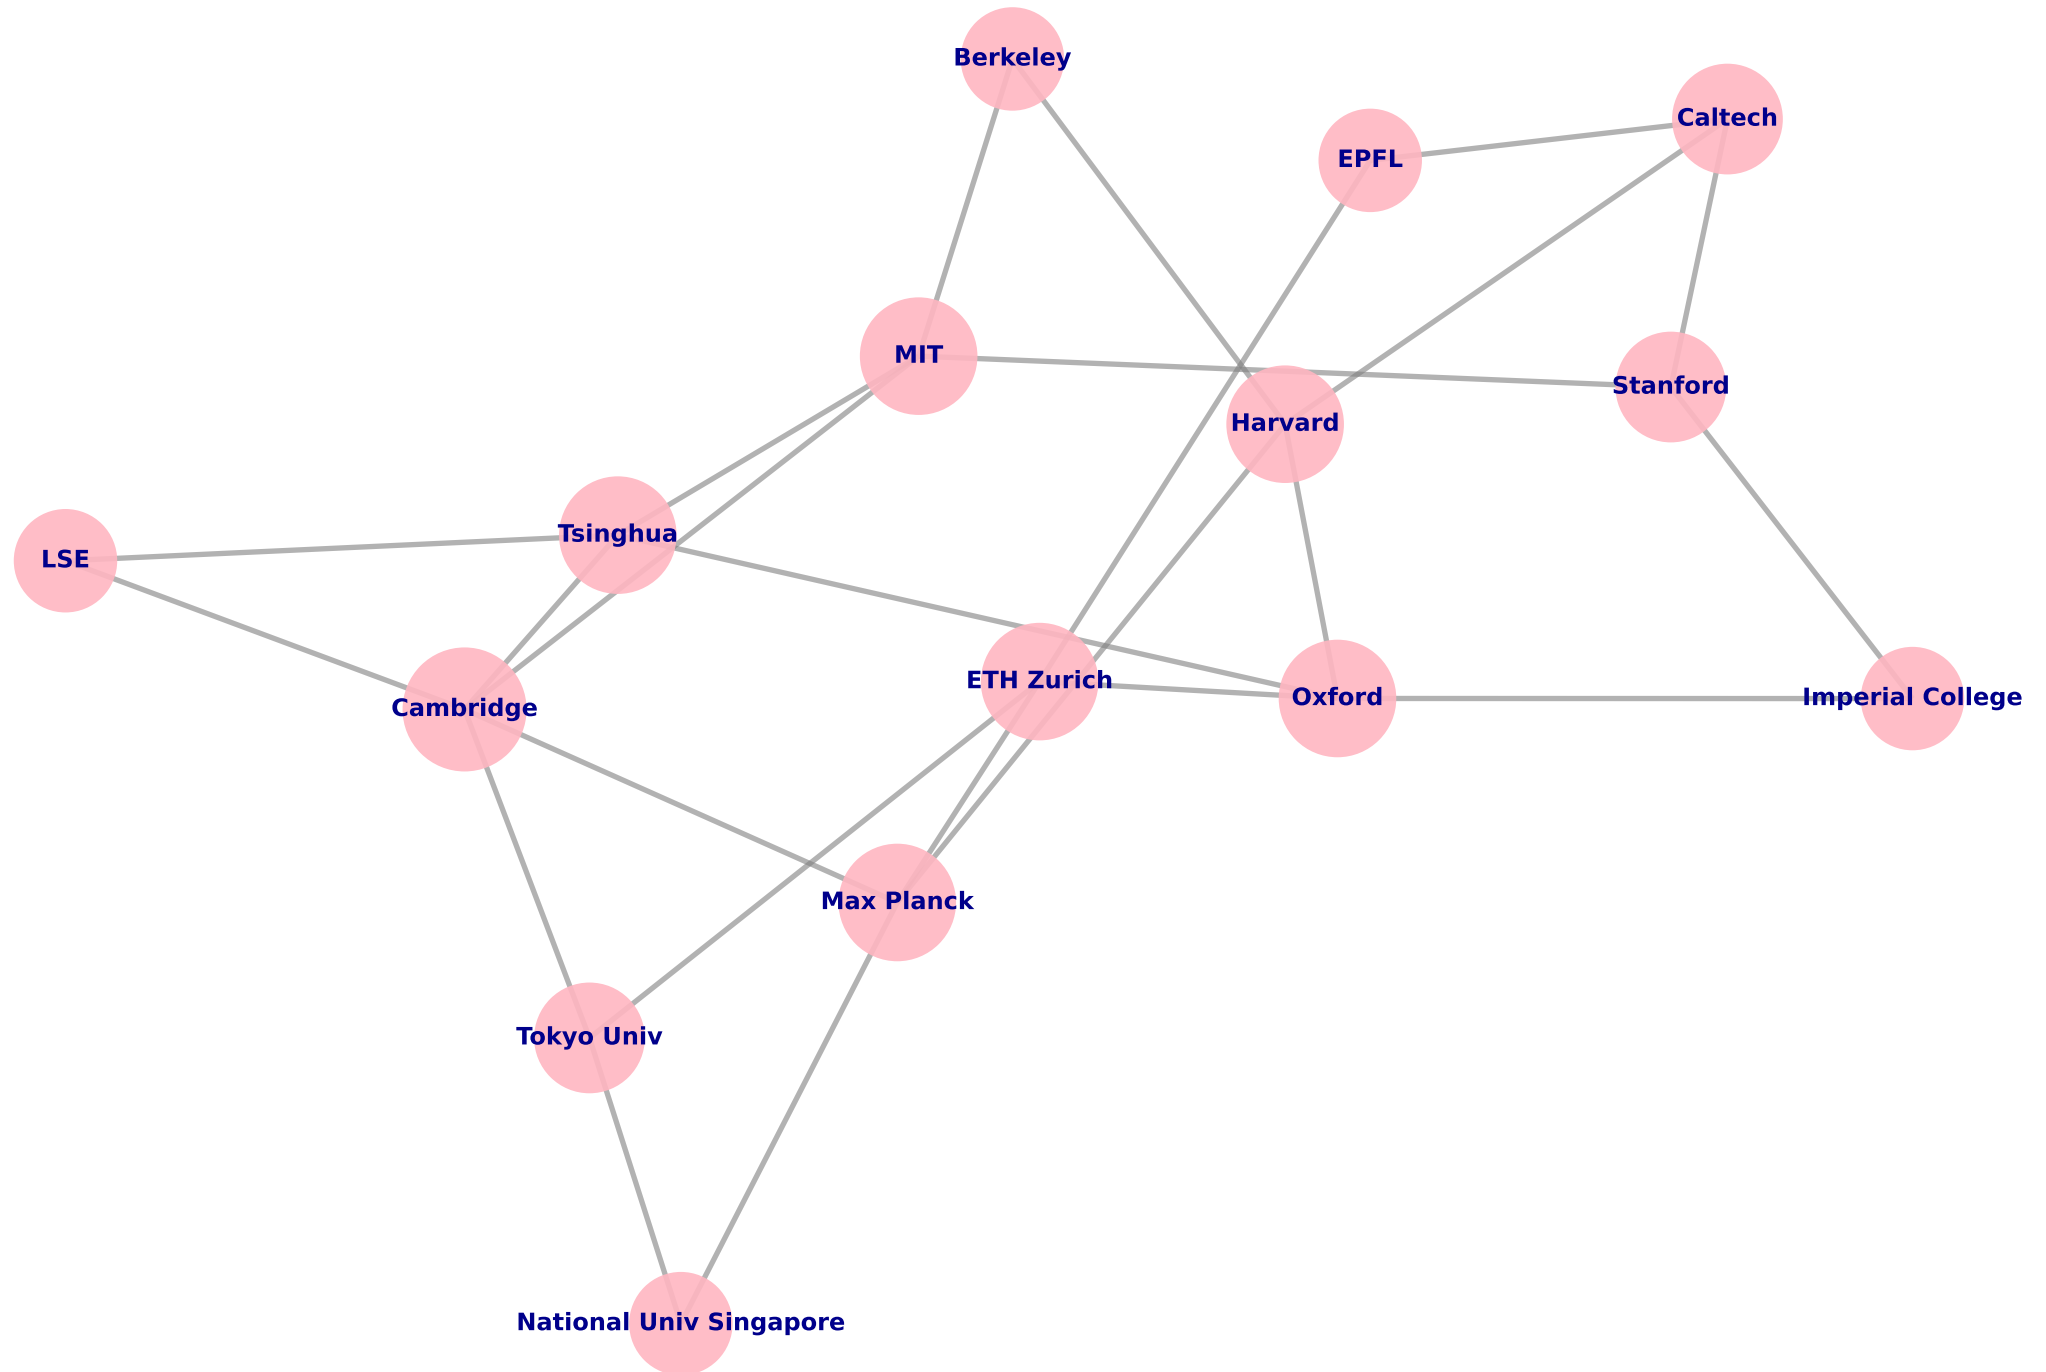 Berkeley
Caltech
EPFL
MIT
Stanford
Harvard
Tsinghua
LSE
ETH Zurich
Oxford
Imperial College
Cambridge
Max Planck
Tokyo Univ
National Univ Singapore